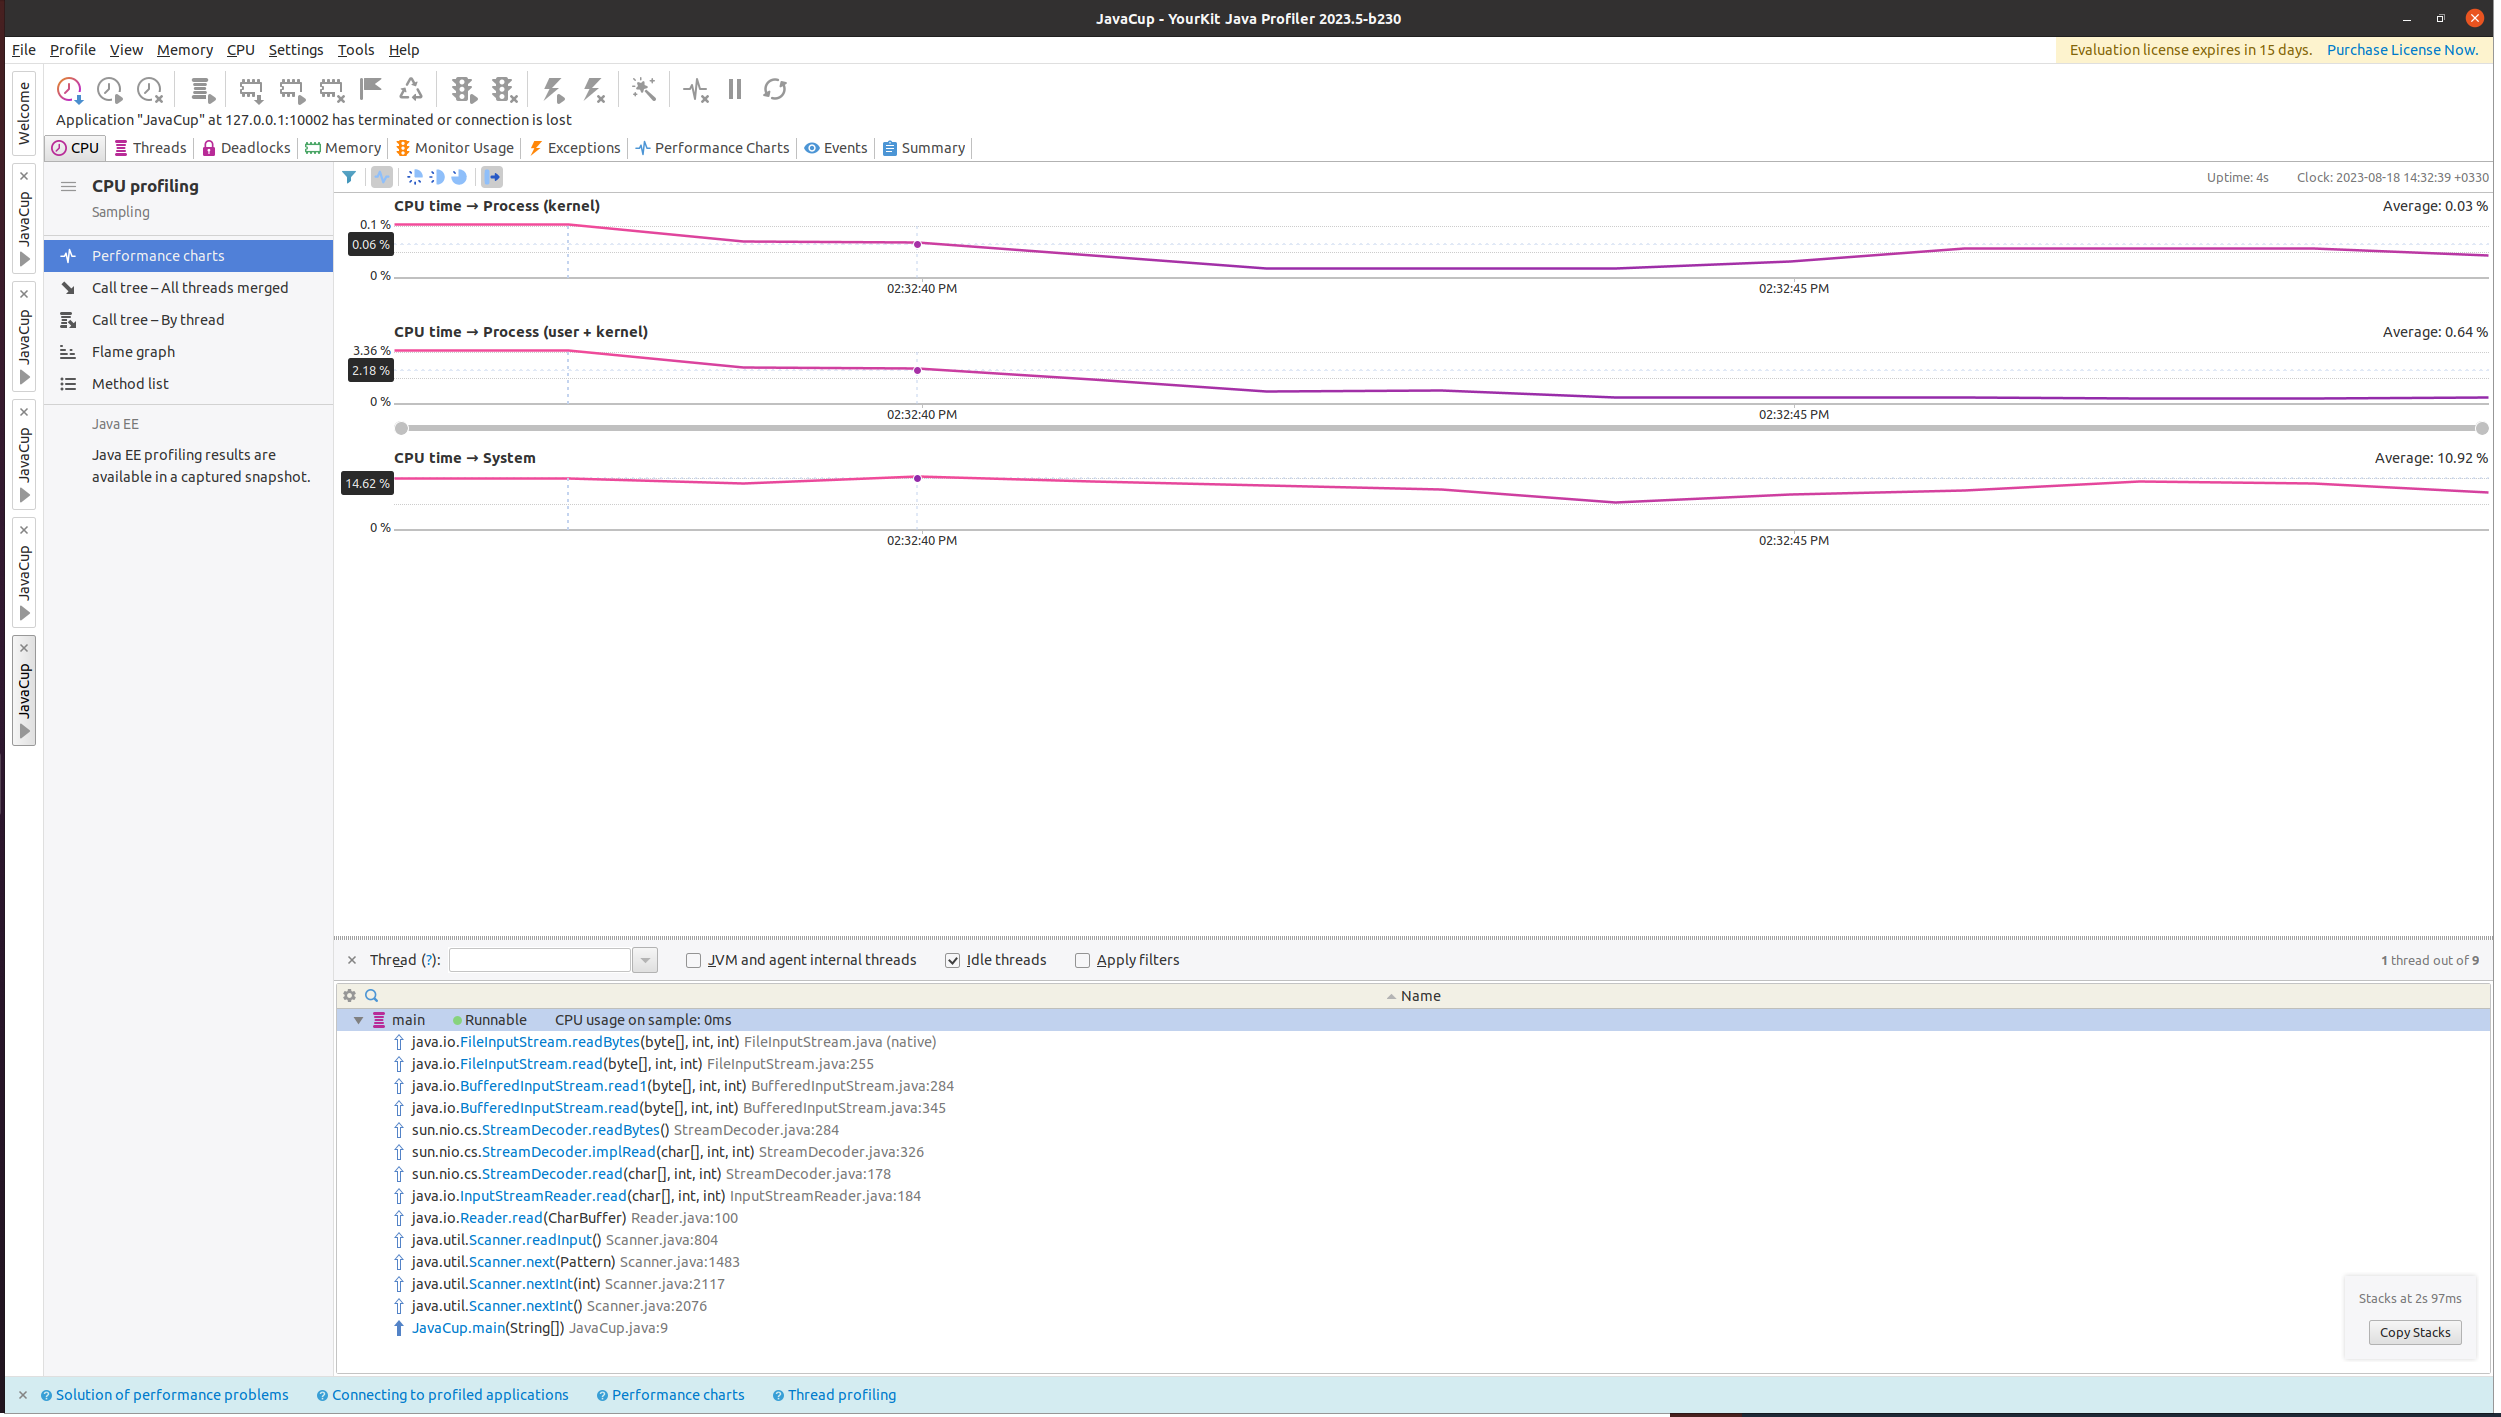 JavaCup - YourKit Java Profiler 2023.5-b230
File Profile View Memory CPU Settings Tools Help
Evaluation license expires in 15 days. Purchase License Now.
Welcome
JavaCup
JavaCup
JavaCup
JavaCup
JavaCup
Application "JavaCup" at 127.0.0.1:10002 has terminated or connection is lost
CPU Threads Deadlocks Memory Monitor Usage Exceptions Performance Charts Events Summary
CPU profiling
Sampling
Performance charts
Call tree – All threads merged
Call tree – By thread
Flame graph
Method list
Java EE
Java EE profiling results are
available in a captured snapshot.
Uptime: 4s Clock: 2023-08-18 14:32:39 +0330
CPU time → Process (kernel) Average: 0.03 %
0.1 %
0.06 %
0 %
02:32:40 PM 02:32:45 PM
CPU time → Process (user + kernel) Average: 0.64 %
3.36 %
2.18 %
0 %
02:32:40 PM 02:32:45 PM
CPU time → System Average: 10.92 %
14.62 %
0 %
02:32:40 PM 02:32:45 PM
Thread (?): JVM and agent internal threads Idle threads Apply filters 1 thread out of 9
Name
main Runnable CPU usage on sample: 0ms
java.io.FileInputStream.readBytes(byte[], int, int) FileInputStream.java (native)
java.io.FileInputStream.read(byte[], int, int) FileInputStream.java:255
java.io.BufferedInputStream.read1(byte[], int, int) BufferedInputStream.java:284
java.io.BufferedInputStream.read(byte[], int, int) BufferedInputStream.java:345
sun.nio.cs.StreamDecoder.readBytes() StreamDecoder.java:284
sun.nio.cs.StreamDecoder.implRead(char[], int, int) StreamDecoder.java:326
sun.nio.cs.StreamDecoder.read(char[], int, int) StreamDecoder.java:178
java.io.InputStreamReader.read(char[], int, int) InputStreamReader.java:184
java.io.Reader.read(CharBuffer) Reader.java:100
java.util.Scanner.readInput() Scanner.java:804
java.util.Scanner.next(Pattern) Scanner.java:1483
java.util.Scanner.nextInt(int) Scanner.java:2117
java.util.Scanner.nextInt() Scanner.java:2076
JavaCup.main(String[]) JavaCup.java:9
Stacks at 2s 97ms
Copy Stacks
Solution of performance problems Connecting to profiled applications Performance charts Thread profiling